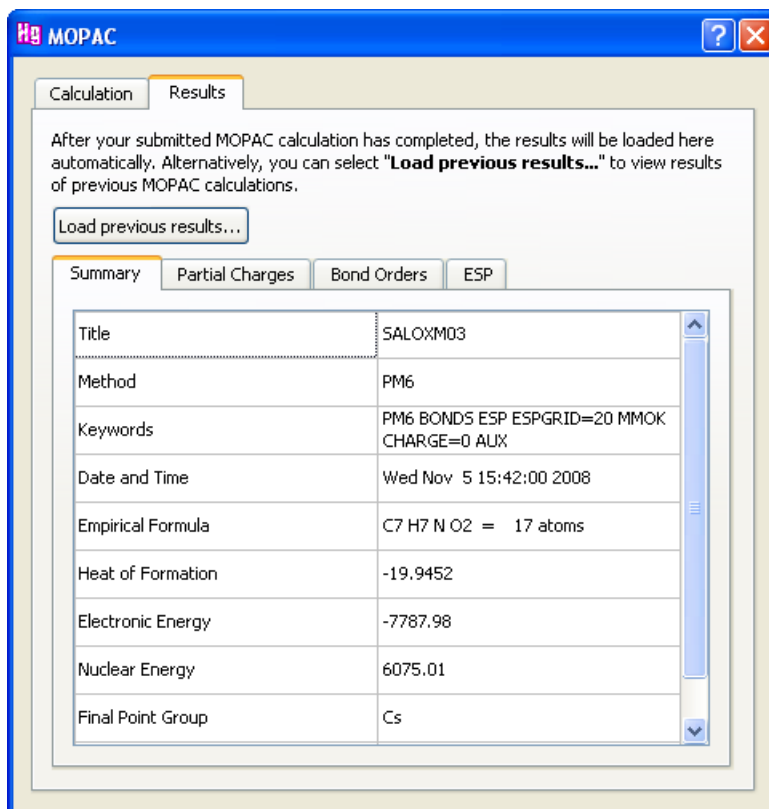 Hg MOPAC
Calculation Results
After your submitted MOPAC calculation has completed, the results will be loaded here
automatically. Alternatively, you can select "Load previous results..." to view results
of previous MOPAC calculations.
Load previous results...
Summary Partial Charges Bond Orders ESP
Title SALOXM03
Method PM6
Keywords PM6 BONDS ESP ESPGRID=20 MMOK
CHARGE=0 AUX
Date and Time Wed Nov  5 15:42:00 2008
Empirical Formula C7 H7 N O2  =    17 atoms
Heat of Formation -19.9452
Electronic Energy -7787.98
Nuclear Energy 6075.01
Final Point Group Cs